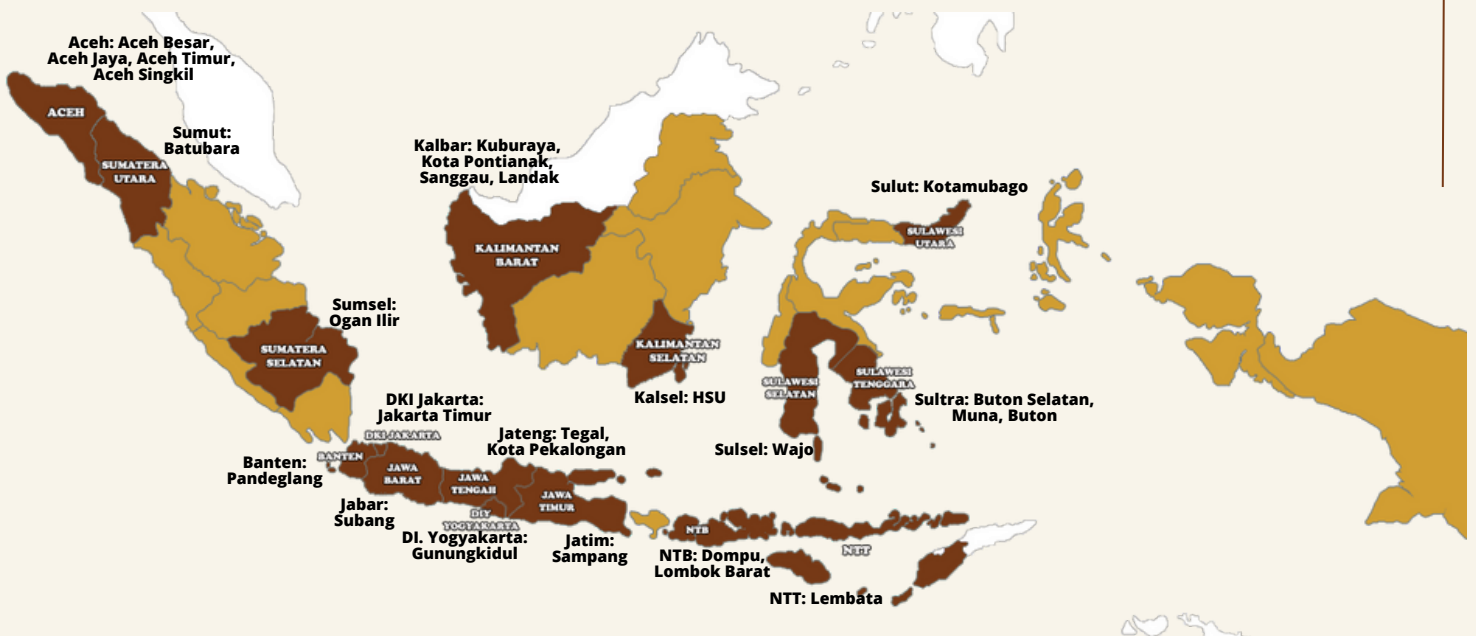 Aceh: Aceh Besar,
Aceh Jaya, Aceh Timur,
Aceh Singkil
ACEH
Sumut:
Batubara
SUMATERA
UTARA
Kalbar: Kuburaya,
Kota Pontianak,
Sanggau, Landak
KALIMANTAN
BARAT
Sulut: Kotamubago
SULAWESI
UTARA
Sumsel:
Ogan Ilir
SUMATERA
SELATAN
KALIMANTAN
SELATAN
Kalsel: HSU
SULAWESI
SELATAN
SULAWESI
TENGGARA
Sultra: Buton Selatan,
Muna, Buton
Sulsel: Wajo
DKI Jakarta:
Jakarta Timur
DKI JAKARTA
Jateng: Tegal,
Kota Pekalongan
BANTEN
Banten:
Pandeglang
JAWA
BARAT
JAWA
TENGAH
JAWA
TIMUR
Jabar:
Subang
DIY
YOGYAKARTA
DI. Yogyakarta:
Gunungkidul
Jatim:
Sampang
NTB
NTB: Dompu,
Lombok Barat
NTT
NTT: Lembata